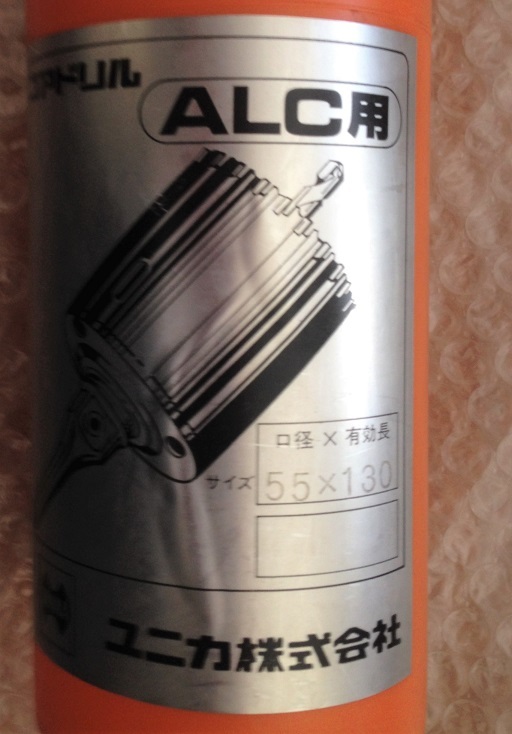 アドリル
ALC用
口径×有効長
サイズ 55×130
ユニカ株式会社